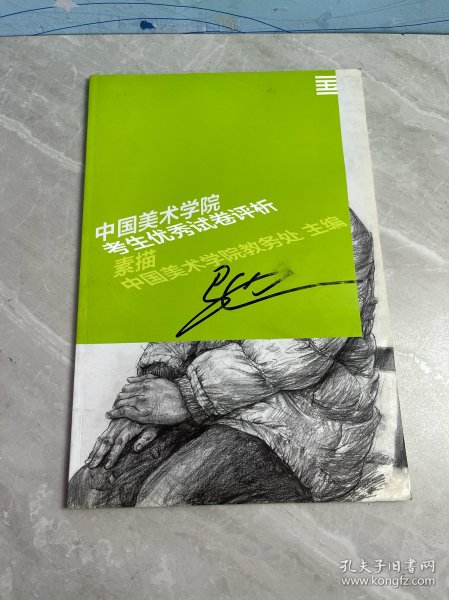 中国美术学院
考生优秀试卷评析
素描
中国美术学院教务处 主编
孔夫子旧书网
www.kongfz.com